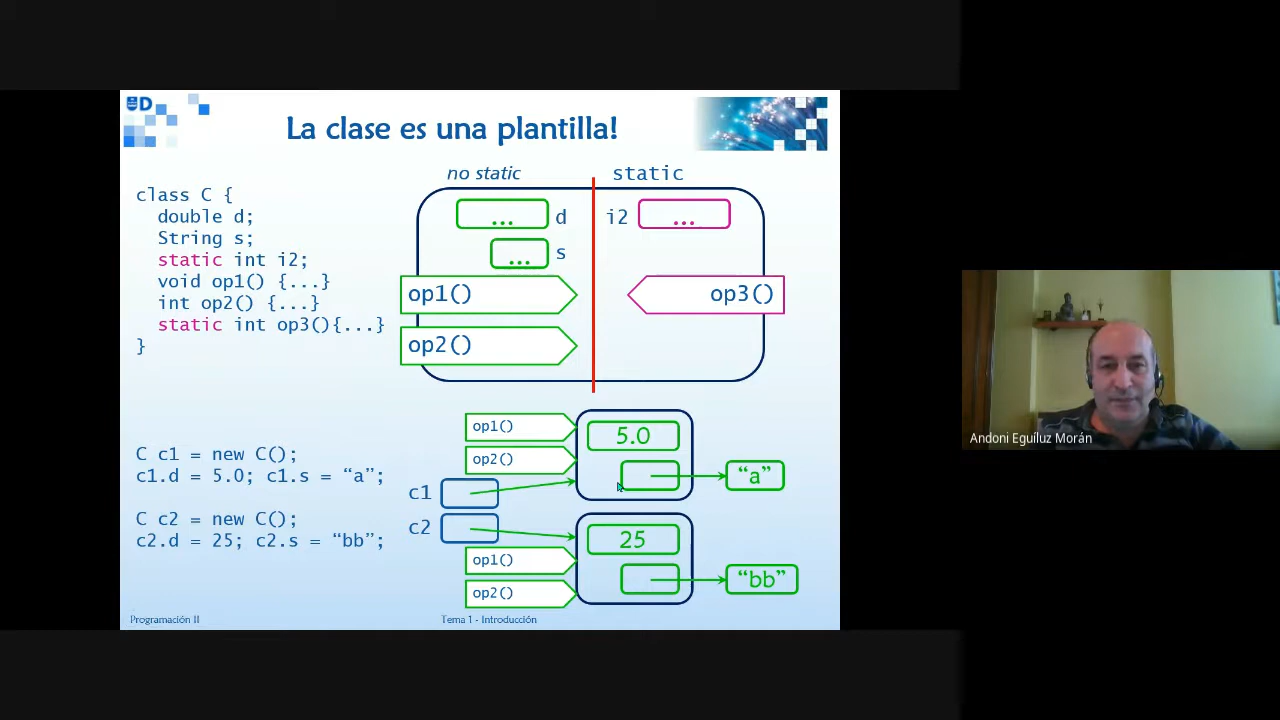 D
La clase es una plantilla!
no static
static
class C {
double d;
String s;
static int i2;
void op1() {...}
int op2() {...}
static int op3(){...}
}
... d
i2 ...
... s
op1()
op3()
op2()
C c1 = new C();
c1.d = 5.0; c1.s = “a”;
C c2 = new C();
c2.d = 25; c2.s = “bb”;
op1()
5.0
op2()
“a”
c1
c2
25
op1()
“bb”
op2()
Programación II
Tema 1 - Introducción
Andoni Eguíluz Morán